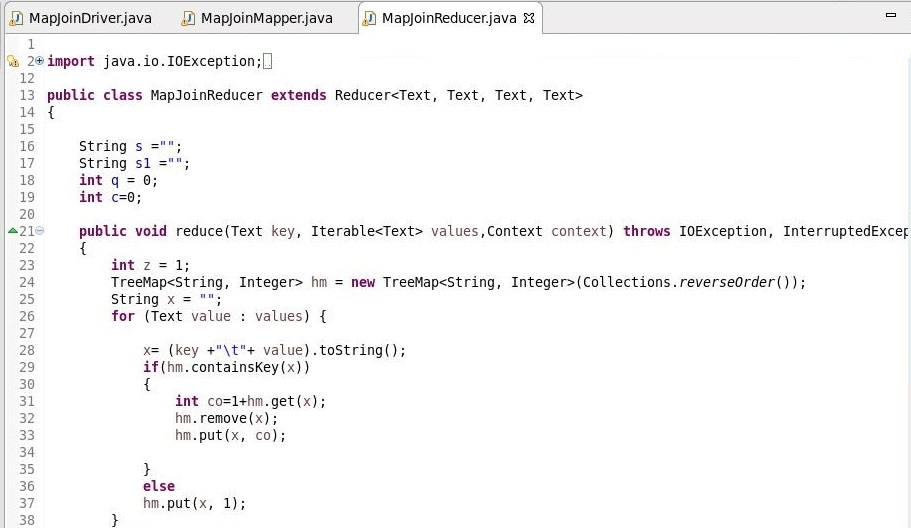 MapJoinDriver.java MapJoinMapper.java MapJoinReducer.java
1
2 import java.io.IOException;
12
13 public class MapJoinReducer extends Reducer<Text, Text, Text, Text>
14 {
15
16 String s ="";
17 String s1 ="";
18 int q = 0;
19 int c=0;
20
21 public void reduce(Text key, Iterable<Text> values,Context context) throws IOException, InterruptedExcep
22 {
23 int z = 1;
24 TreeMap<String, Integer> hm = new TreeMap<String, Integer>(Collections.reverseOrder());
25 String x = "";
26 for (Text value : values) {
27
28 x= (key +"\t"+ value).toString();
29 if(hm.containsKey(x))
30 {
31 int co=1+hm.get(x);
32 hm.remove(x);
33 hm.put(x, co);
34
35 }
36 else
37 hm.put(x, 1);
38 }